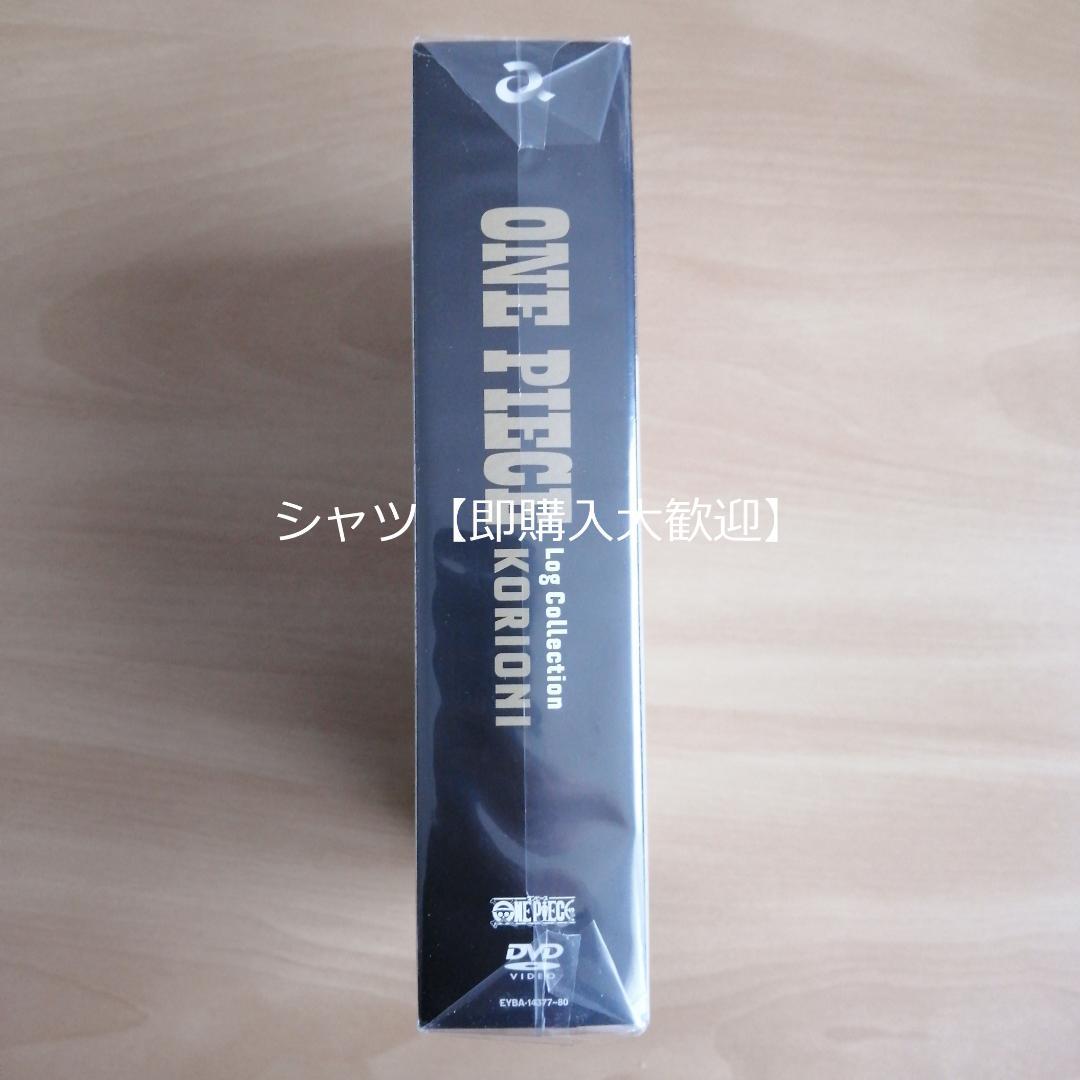 ONE PIECE
Log Collection
KORIONI
シャツ【即購入大歓迎】
ONE PIECE
DVD
VIDEO
EYBA-14377~80